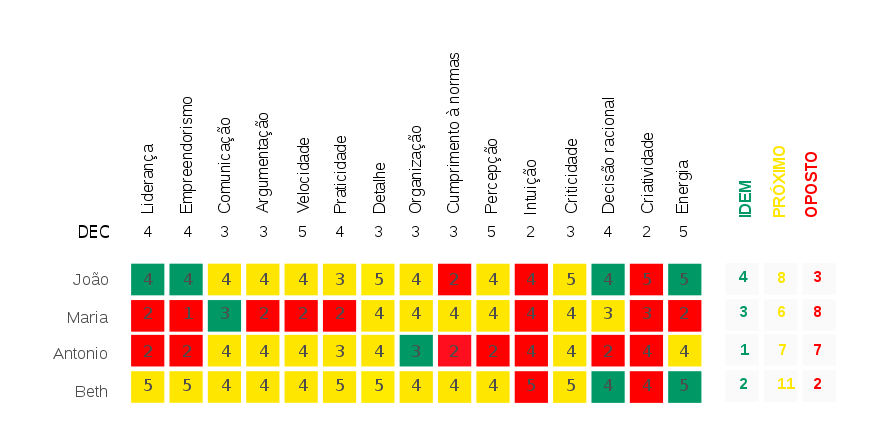 Liderança Empreendorismo Comunicação Argumentação Velocidade Praticidade Detalhe Organização Cumprimento à normas Percepção Intuição Criticidade Decisão racional Criatividade Energia IDEM PRÓXIMO OPOSTO
DEC 4 4 3 3 5 4 3 3 3 5 2 3 4 2 5
João 4 4 4 4 4 3 5 4 2 4 4 5 4 5 5 4 8 3
Maria 2 1 3 2 2 2 4 4 4 4 4 4 3 3 2 3 6 8
Antonio 2 2 4 4 4 3 4 3 2 2 4 4 2 4 4 1 7 7
Beth 5 5 4 4 4 5 5 4 4 4 5 5 4 4 5 2 11 2